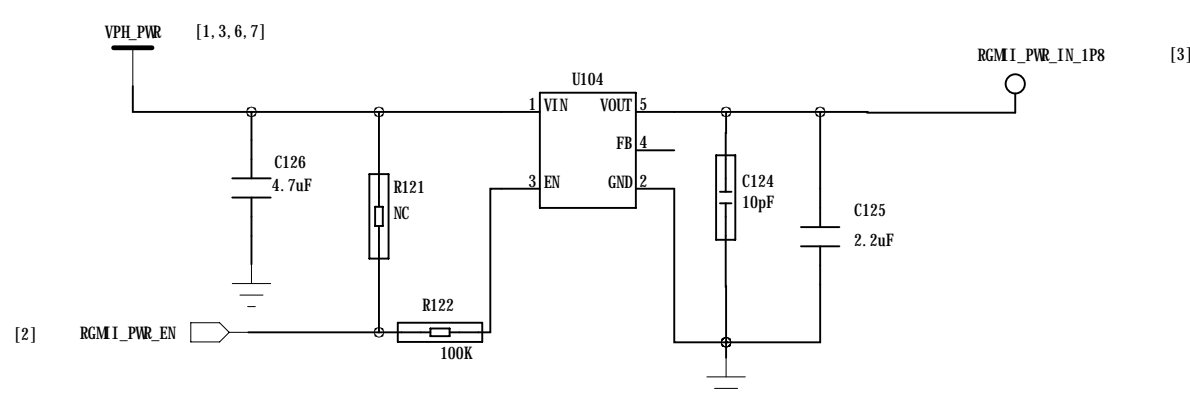 VPH_PWR [1,3,6,7]
RGMII_PWR_IN_1P8 [3]
U104
1 VIN VOUT 5
FB 4
3 EN GND 2
C126
4.7uF
R121
NC
C124
10pF
C125
2.2uF
R122
100K
[2] RGMII_PWR_EN